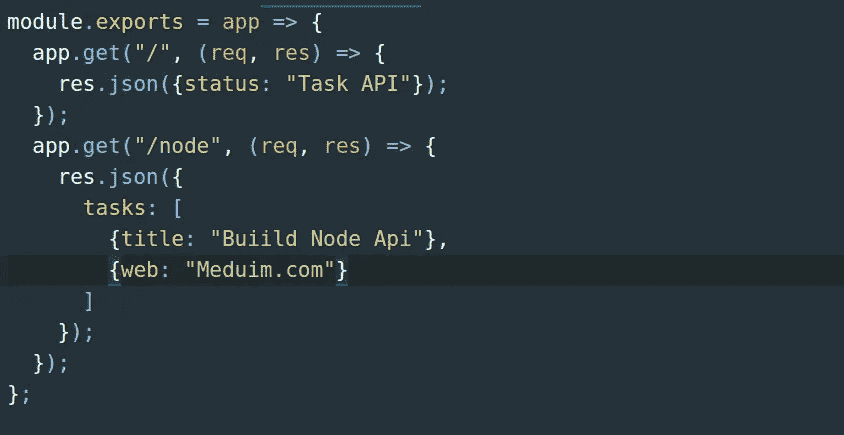 module.exports = app => {
  app.get("/", (req, res) => {
    res.json({status: "Task API"});
  });
  app.get("/node", (req, res) => {
    res.json({
      tasks: [
        {title: "Buiild Node Api"},
        {web: "Meduim.com"}
      ]
    });
  });
};